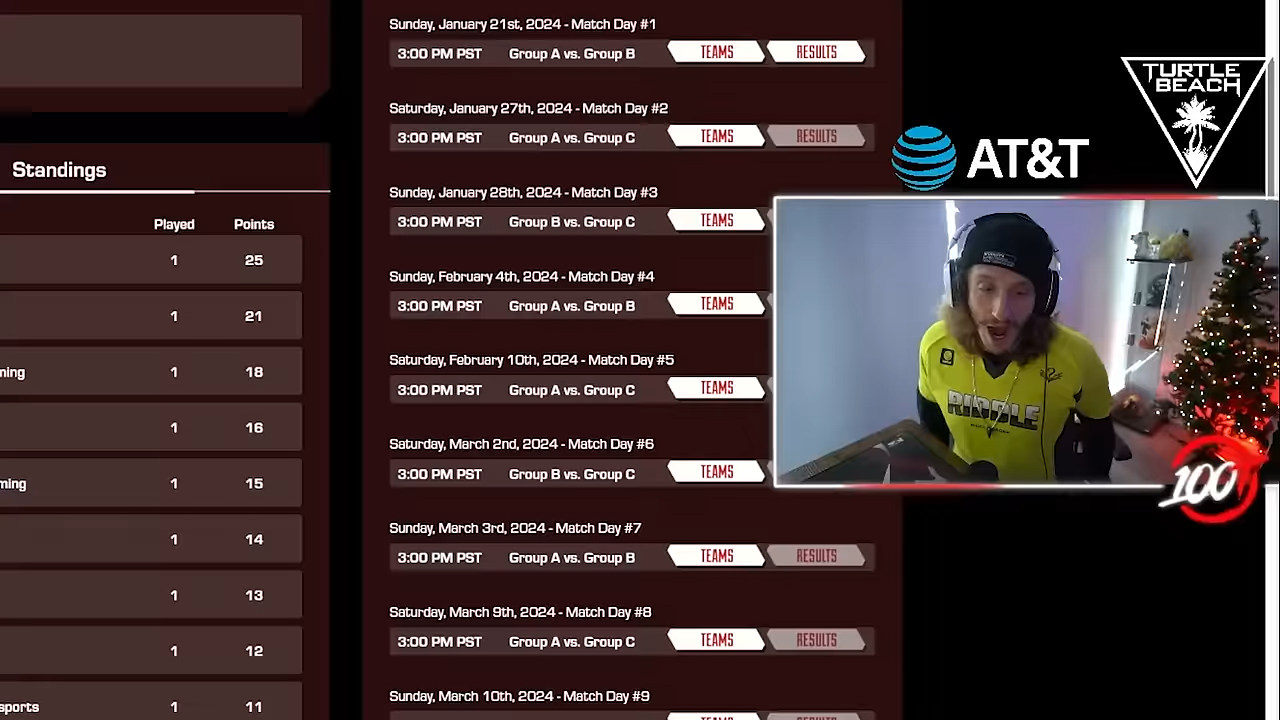 Standings
Played Points
1 25
1 21
ming 1 18
1 16
ming 1 15
1 14
1 13
1 12
sports 1 11
Sunday, January 21st, 2024 - Match Day #1
3:00 PM PST Group A vs. Group B TEAMS RESULTS
Saturday, January 27th, 2024 - Match Day #2
3:00 PM PST Group A vs. Group C TEAMS RESULTS
Sunday, January 28th, 2024 - Match Day #3
3:00 PM PST Group B vs. Group C TEAMS
Sunday, February 4th, 2024 - Match Day #4
3:00 PM PST Group A vs. Group B TEAMS
Saturday, February 10th, 2024 - Match Day #5
3:00 PM PST Group A vs. Group C TEAMS
Saturday, March 2nd, 2024 - Match Day #6
3:00 PM PST Group B vs. Group C TEAMS
Sunday, March 3rd, 2024 - Match Day #7
3:00 PM PST Group A vs. Group B TEAMS RESULTS
Saturday, March 9th, 2024 - Match Day #8
3:00 PM PST Group A vs. Group C TEAMS RESULTS
Sunday, March 10th, 2024 - Match Day #9
TEAMS RESULTS
TURTLE
BEACH
AT&T
RIDDLE
100